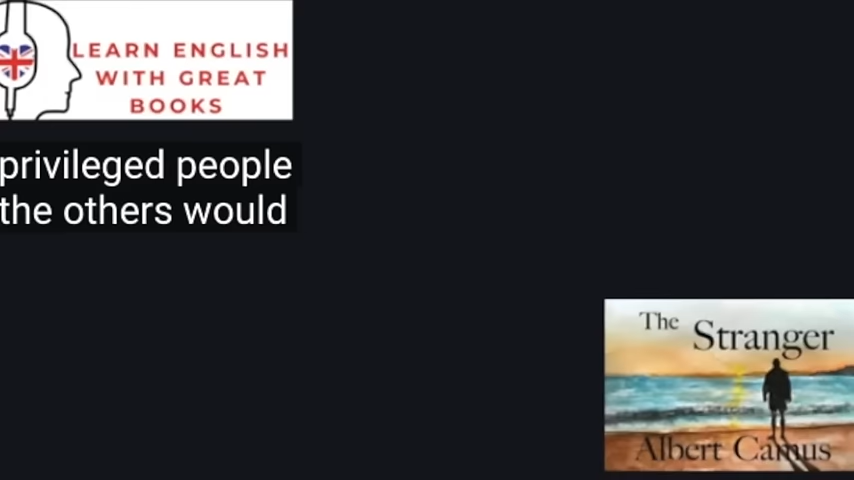 LEARN ENGLISH
WITH GREAT
BOOKS
privileged people
the others would
The Stranger
Albert Camus